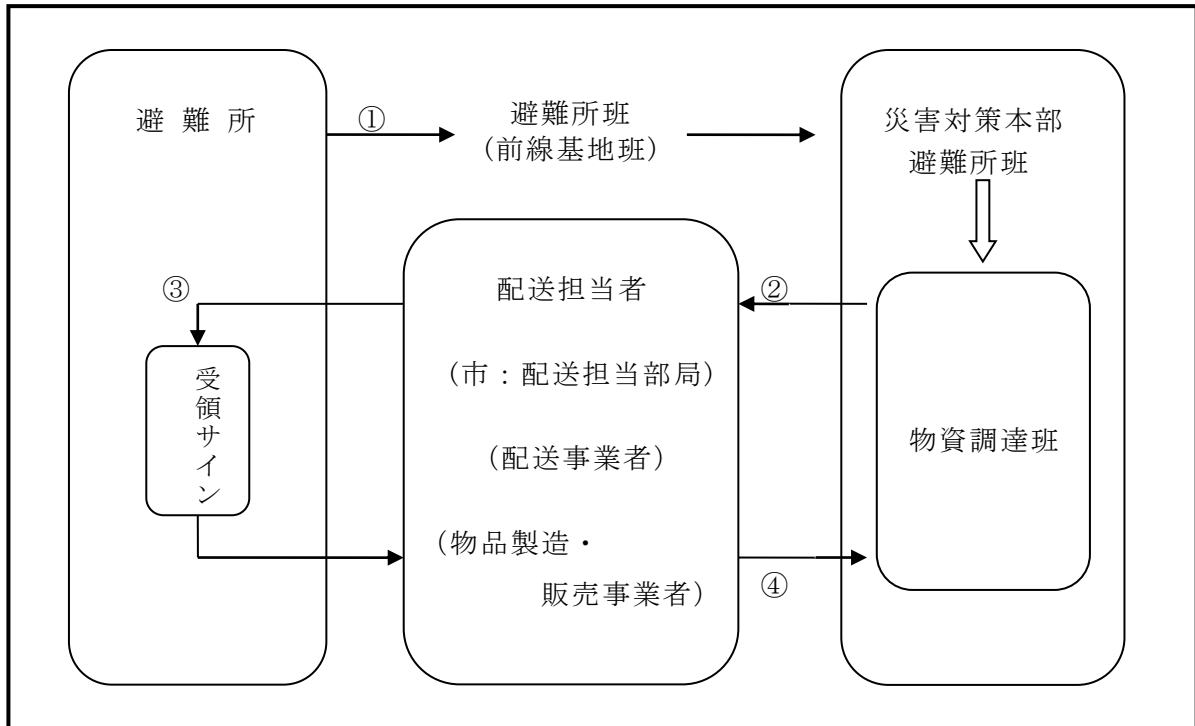 避難所
①
避難所班
(前線基地班)
災害対策本部
避難所班
③
配送担当者
②
(市:配送担当部局)
受領サイン
(配送事業者)
物資調達班
(物品製造・
販売事業者)
④